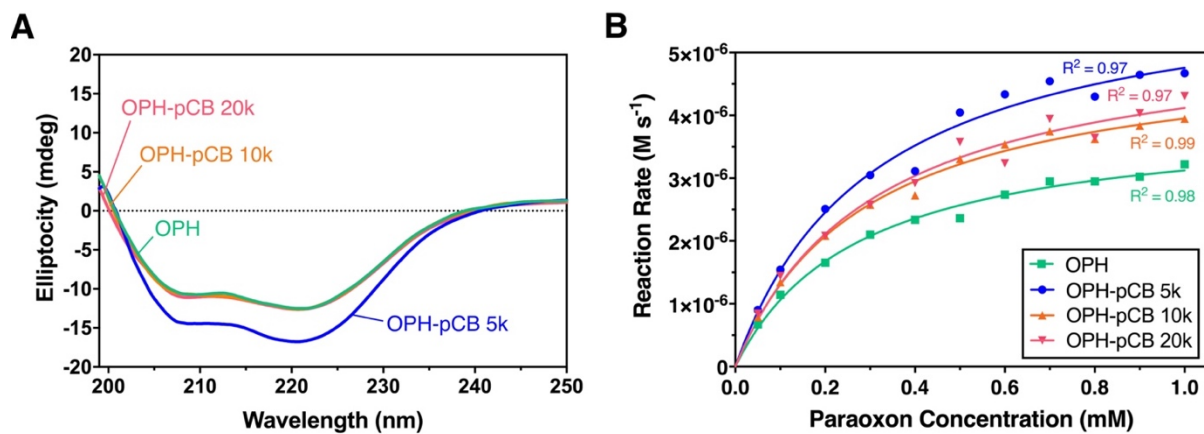 A
20
15
10
5
0
-5
-10
-15
-20
Elliptocity (mdeg)
OPH-pCB 20k
OPH-pCB 10k
OPH
OPH-pCB 5k
200
210
220
230
240
250
Wavelength (nm)
B
5×10⁻⁶
4×10⁻⁶
3×10⁻⁶
2×10⁻⁶
1×10⁻⁶
0
Reaction Rate (M s⁻¹)
R² = 0.97
R² = 0.97
R² = 0.99
R² = 0.98
OPH
OPH-pCB 5k
OPH-pCB 10k
OPH-pCB 20k
0.0
0.2
0.4
0.6
0.8
1.0
Paraoxon Concentration (mM)